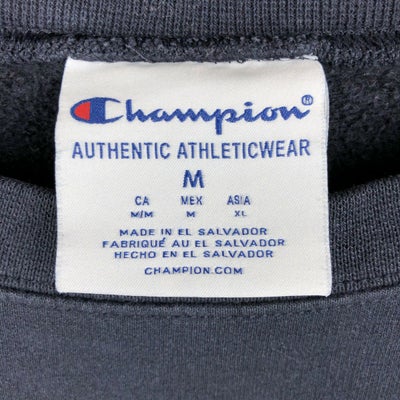 Champion®
AUTHENTIC ATHLETICWEAR
M
CA MEX ASIA
M/M M XL
MADE IN EL SALVADOR
FABRIQUÉ AU EL SALVADOR
HECHO EN EL SALVADOR
CHAMPION.COM